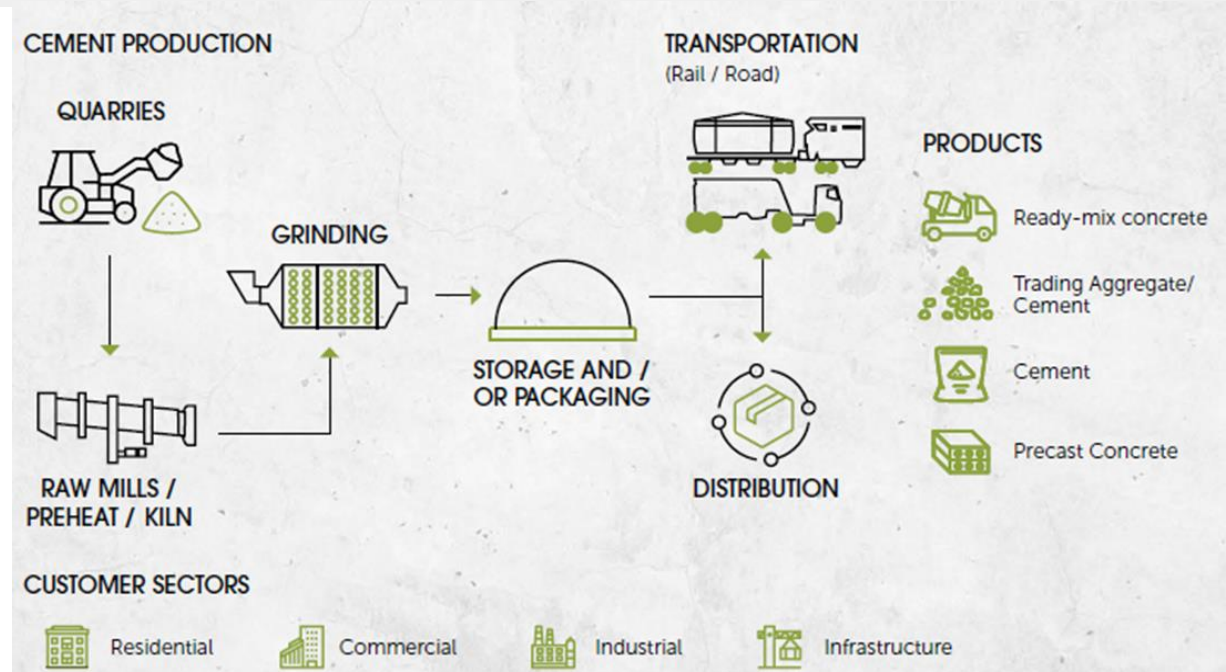 CEMENT PRODUCTION
QUARRIES
RAW MILLS /
PREHEAT / KILN
GRINDING
STORAGE AND /
OR PACKAGING
TRANSPORTATION
(Rail / Road)
DISTRIBUTION
PRODUCTS
Ready-mix concrete
Trading Aggregate/
Cement
Cement
Precast Concrete
CUSTOMER SECTORS
Residential
Commercial
Industrial
Infrastructure